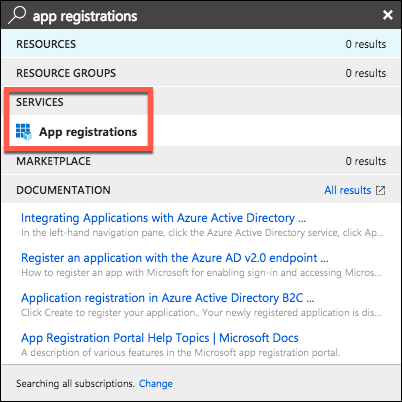 app registrations
RESOURCES 0 results
RESOURCE GROUPS 0 results
SERVICES
App registrations
MARKETPLACE 0 results
DOCUMENTATION All results
Integrating Applications with Azure Active Directory ...
In the left-hand navigation pane, click the Azure Active Directory service, click Ap...
Register an application with the Azure AD v2.0 endpoint ...
How to register an app with Microsoft for enabling sign-in and accessing Micros...
Application registration in Azure Active Directory B2C ...
Click Create to register your application.. Your newly registered application is dis...
App Registration Portal Help Topics | Microsoft Docs
A description of various features in the Microsoft app registration portal.
Searching all subscriptions. Change